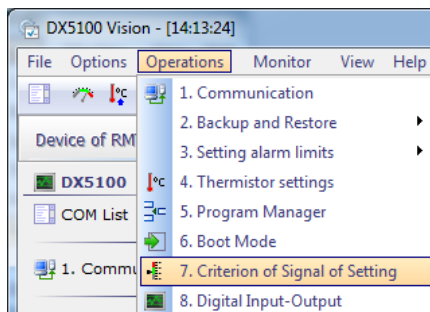 DX5100 Vision - [14:13:24]
File Options Operations Monitor View Help
°C
1. Communication
2. Backup and Restore
Device of RM
3. Setting alarm limits
DX5100
°C 4. Thermistor settings
COM List
5. Program Manager
6. Boot Mode
1. Commu
7. Criterion of Signal of Setting
8. Digital Input-Output